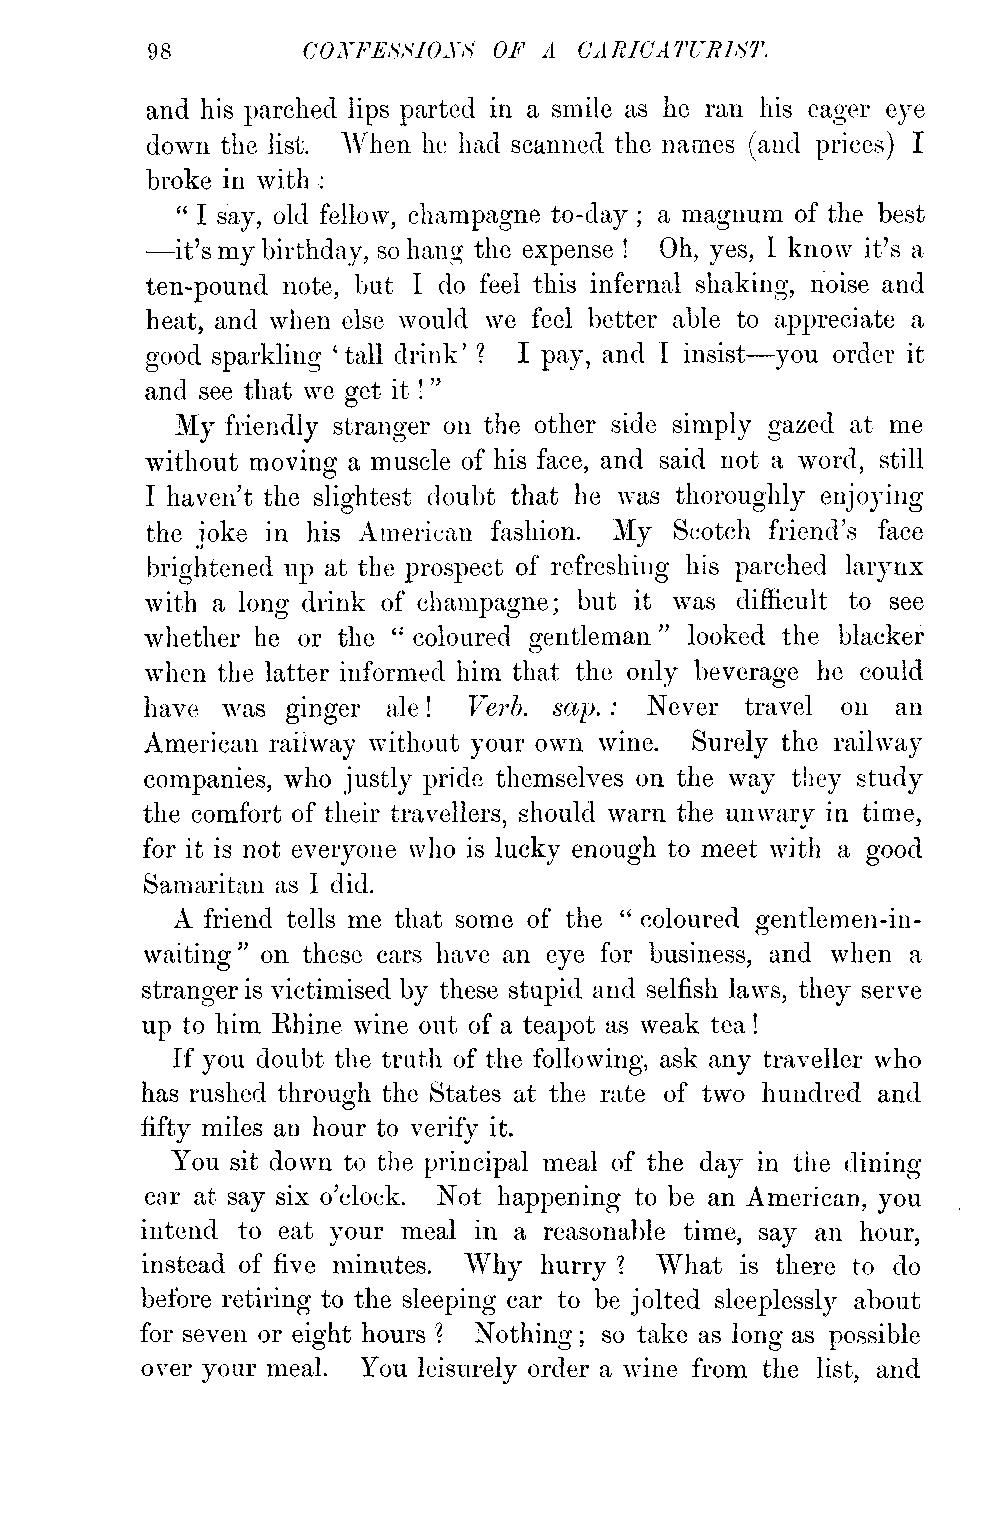 98 CONFESSIONS OF A CARICATURIST.
and his parched lips parted in a smile as he ran his eager eye
down the list. When he had scanned the names (and prices) I
broke in with :
“ I say, old fellow, champagne to-day ; a magnum of the best
—it’s my birthday, so hang the expense ! Oh, yes, I know it’s a
ten-pound note, but I do feel this infernal shaking, noise and
heat, and when else would we feel better able to appreciate a
good sparkling ‘ tall drink’ ? I pay, and I insist—you order it
and see that we get it ! ”
My friendly stranger on the other side simply gazed at me
without moving a muscle of his face, and said not a word, still
I haven’t the slightest doubt that he was thoroughly enjoying
the joke in his American fashion. My Scotch friend’s face
brightened up at the prospect of refreshing his parched larynx
with a long drink of champagne; but it was difficult to see
whether he or the “ coloured gentleman ” looked the blacker
when the latter informed him that the only beverage he could
have was ginger ale ! Verb. sap. : Never travel on an
American railway without your own wine. Surely the railway
companies, who justly pride themselves on the way they study
the comfort of their travellers, should warn the unwary in time,
for it is not everyone who is lucky enough to meet with a good
Samaritan as I did.
A friend tells me that some of the “ coloured gentlemen-in-
waiting ” on these cars have an eye for business, and when a
stranger is victimised by these stupid and selfish laws, they serve
up to him Rhine wine out of a teapot as weak tea !
If you doubt the truth of the following, ask any traveller who
has rushed through the States at the rate of two hundred and
fifty miles an hour to verify it.
You sit down to the principal meal of the day in the dining
car at say six o’clock. Not happening to be an American, you
intend to eat your meal in a reasonable time, say an hour,
instead of five minutes. Why hurry ? What is there to do
before retiring to the sleeping car to be jolted sleeplessly about
for seven or eight hours ? Nothing ; so take as long as possible
over your meal. You leisurely order a wine from the list, and